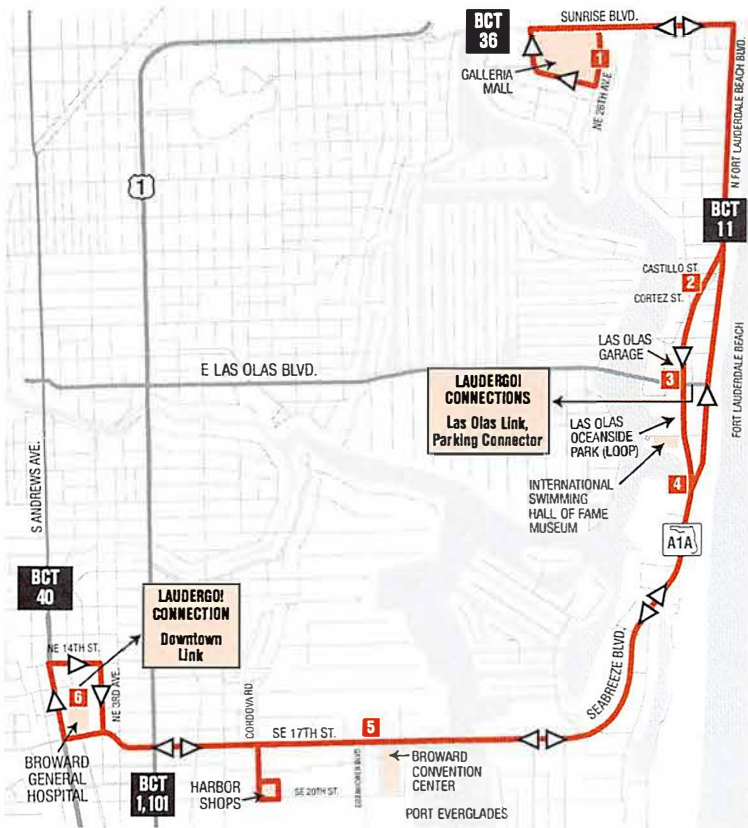 BCT
36
SUNRISE BLVD.
GALLERIA
MALL
1
NE 26TH AVE.
N FORT LAUDERDALE BEACH BLVD.
1
BCT
11
CASTILLO ST.
2
CORTEZ ST.
LAS OLAS
GARAGE
E LAS OLAS BLVD.
3
FORT LAUDERDALE BEACH
LAUDERGO!
CONNECTIONS
Las Olas Link,
Parking Connector
LAS OLAS
OCEANSIDE
PARK (LOOP)
INTERNATIONAL
SWIMMING
HALL OF FAME
MUSEUM
4
A1A
S ANDREWS AVE.
BCT
40
LAUDERGO!
CONNECTION
Downtown
Link
NE 14TH ST.
6
NE 3RD AVE.
SEABREEZE BLVD.
CORDOVA RD
SE 17TH ST.
5
BROWARD
GENERAL
HOSPITAL
BCT
1,101
HARBOR
SHOPS
SE 20TH ST.
EISENHOWER BLVD
BROWARD
CONVENTION
CENTER
PORT EVERGLADES